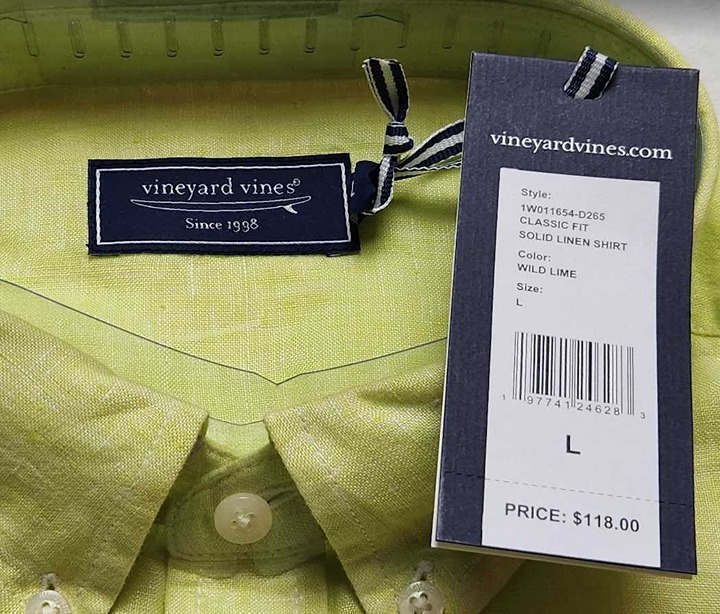 vineyard vines®
Since 1998
vineyardvines.com
Style:
1W011654-D265
CLASSIC FIT
SOLID LINEN SHIRT
Color:
WILD LIME
Size:
L
1 97741 24628 3
L
PRICE: $118.00